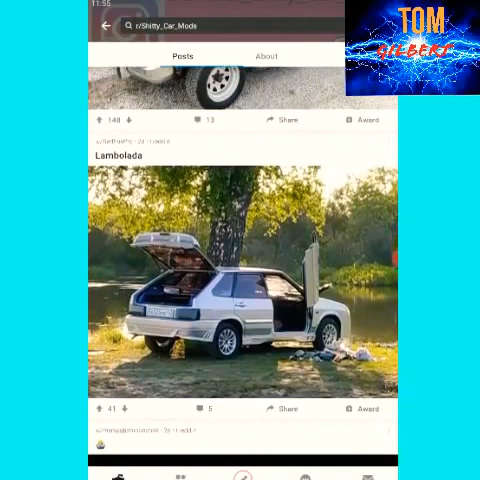 11:55
r/Shitty_Car_Mods
TOM
GILBERT
Posts
About
148
13
Share
Award
Lambolada
41
5
Share
Award